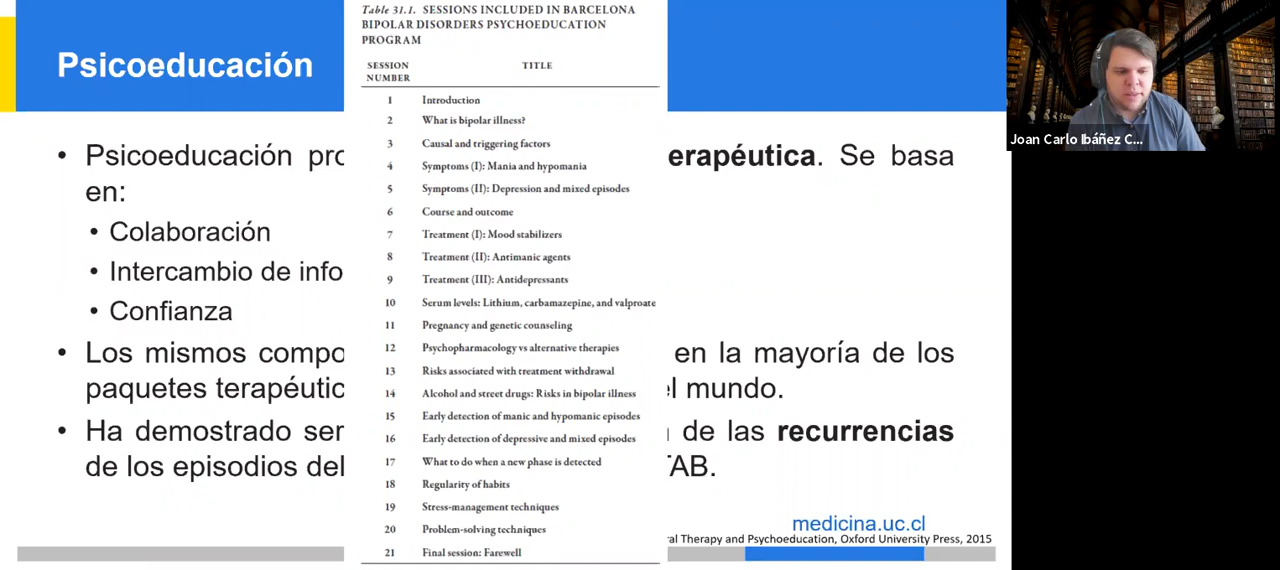 Psicoeducación
• Psicoeducación
erapéutica. Se basa
en:
• Colaboración
• Intercambio de info
• Confianza
• Los mismos compo
en la mayoría de los
paquetes terapéutic
l mundo.
• Ha demostrado ser
de las recurrencias
de los episodios del
TAB.
medicina.uc.cl
al Therapy and Psychoeducation, Oxford University Press, 2015
Table 31.1. SESSIONS INCLUDED IN BARCELONA
BIPOLAR DISORDERS PSYCHOEDUCATION
PROGRAM
SESSION
NUMBER TITLE
1 Introduction
2 What is bipolar illness?
3 Causal and triggering factors
4 Symptoms (I): Mania and hypomania
5 Symptoms (II): Depression and mixed episodes
6 Course and outcome
7 Treatment (I): Mood stabilizers
8 Treatment (II): Antimanic agents
9 Treatment (III): Antidepressants
10 Serum levels: Lithium, carbamazepine, and valproate
11 Pregnancy and genetic counseling
12 Psychopharmacology vs alternative therapies
13 Risks associated with treatment withdrawal
14 Alcohol and street drugs: Risks in bipolar illness
15 Early detection of manic and hypomanic episodes
16 Early detection of depressive and mixed episodes
17 What to do when a new phase is detected
18 Regularity of habits
19 Stress-management techniques
20 Problem-solving techniques
21 Final session: Farewell
Joan Carlo Ibáñez C...